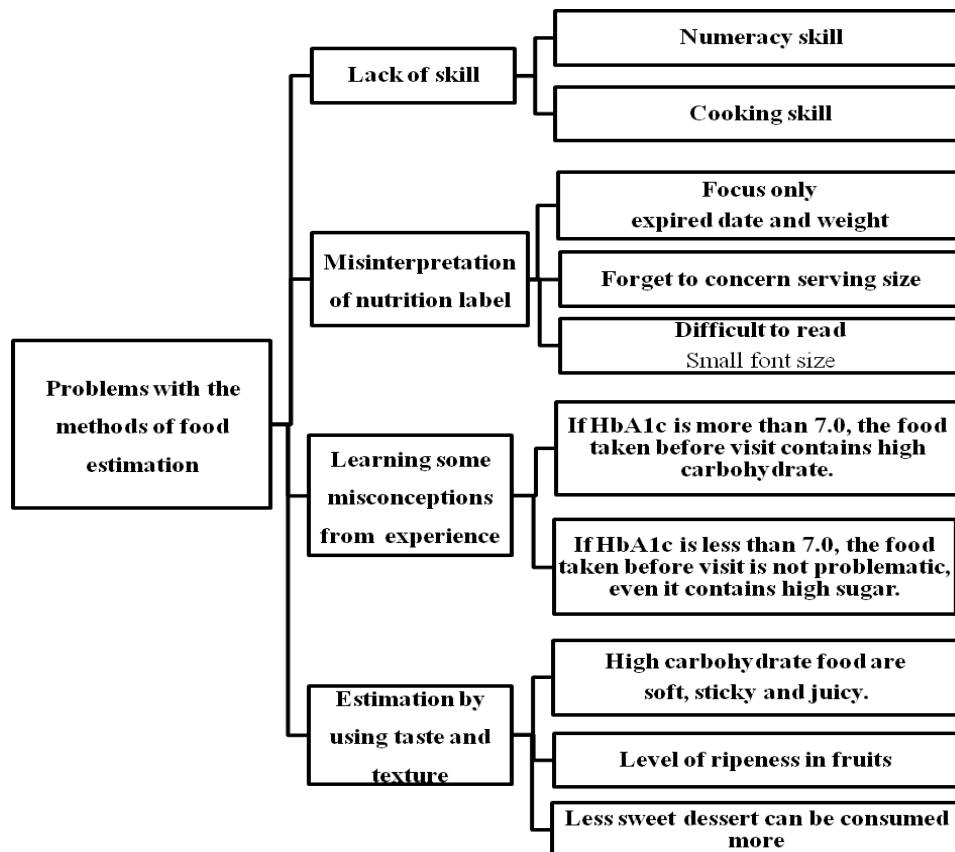 Problems with the
methods of food
estimation
Lack of skill
Numeracy skill
Cooking skill
Misinterpretation
of nutrition label
Focus only
expired date and weight
Forget to concern serving size
Difficult to read
Small font size
Learning some
misconceptions
from experience
If HbA1c is more than 7.0, the food
taken before visit contains high
carbohydrate.
If HbA1c is less than 7.0, the food
taken before visit is not problematic,
even it contains high sugar.
Estimation by
using taste and
texture
High carbohydrate food are
soft, sticky and juicy.
Level of ripeness in fruits
Less sweet dessert can be consumed
more